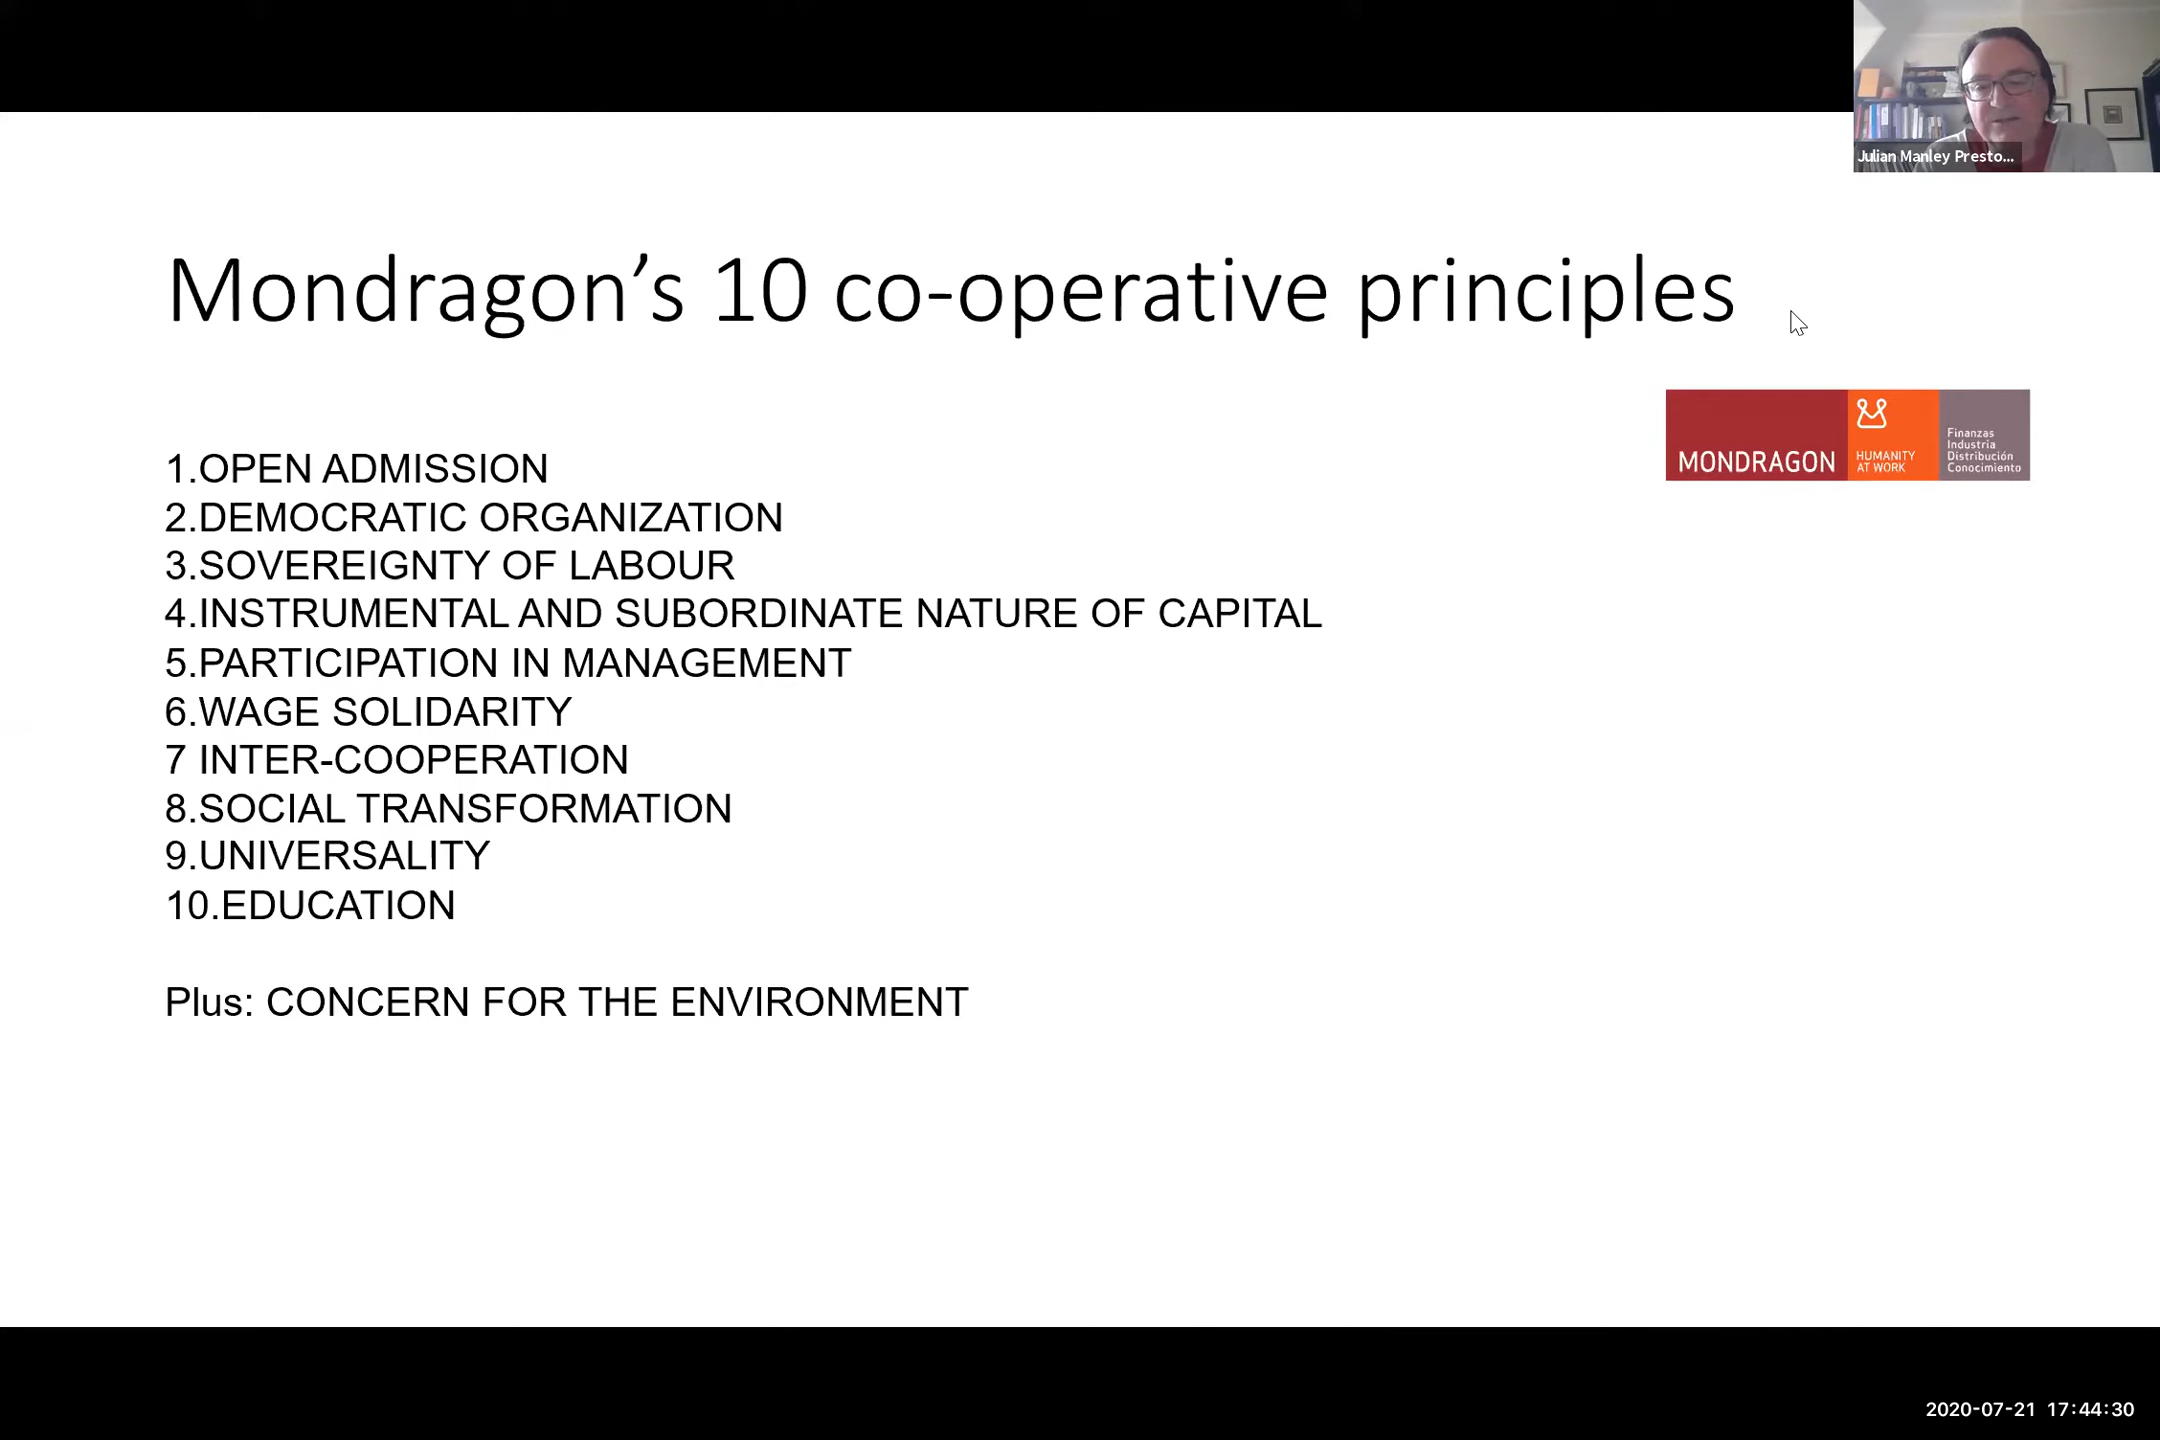 Julian Manley Presto...
Mondragon’s 10 co-operative principles
MONDRAGON
HUMANITY
AT WORK
Finanzas
Industria
Distribución
Conocimiento
1.OPEN ADMISSION
2.DEMOCRATIC ORGANIZATION
3.SOVEREIGNTY OF LABOUR
4.INSTRUMENTAL AND SUBORDINATE NATURE OF CAPITAL
5.PARTICIPATION IN MANAGEMENT
6.WAGE SOLIDARITY
7 INTER-COOPERATION
8.SOCIAL TRANSFORMATION
9.UNIVERSALITY
10.EDUCATION
Plus: CONCERN FOR THE ENVIRONMENT
2020-07-21 17:44:30